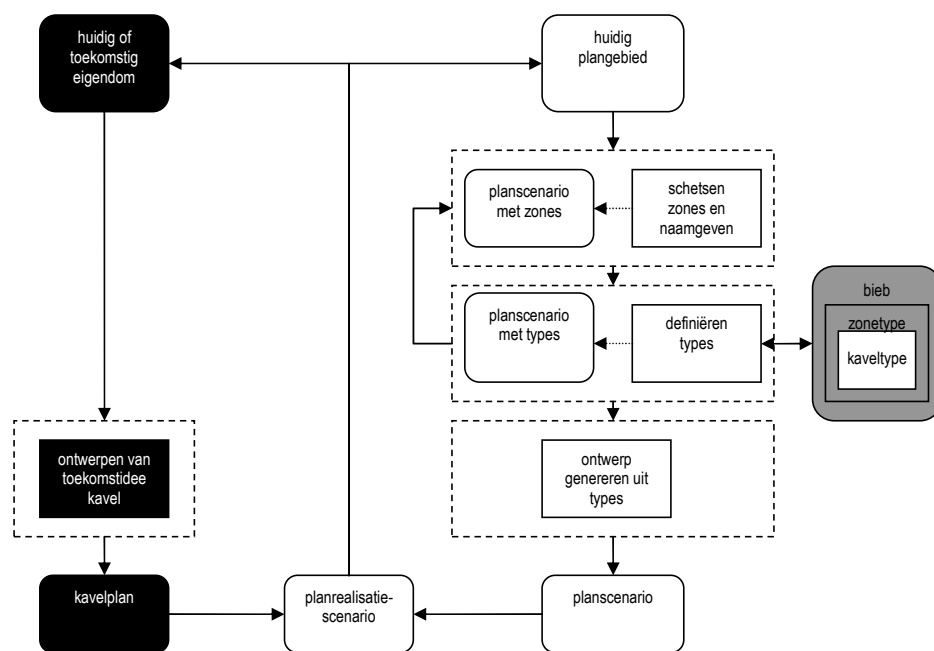 huidig of
toekomstig
eigendom
huidig
plangebied
planscenario
met zones
schetsen
zones en
naamgeven
planscenario
met types
definiëren
types
bieb
zonetype
kaveltype
ontwerpen van
toekomstidee
kavel
ontwerp
genereren uit
types
kavelplan
planrealisatie-
scenario
planscenario